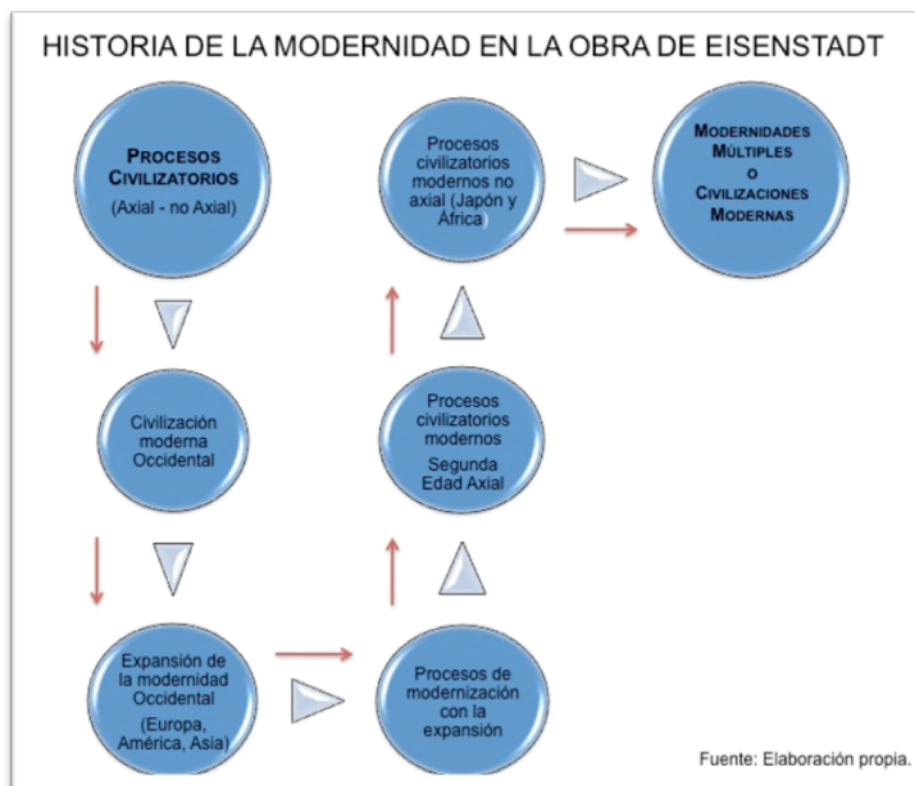 HISTORIA DE LA MODERNIDAD EN LA OBRA DE EISENSTADT
PROCESOS
CIVILIZATORIOS
(Axial - no Axial)
Civilización
moderna
Occidental
Expansión de
la modernidad
Occidental
(Europa,
América, Asia)
Procesos de
modernización
con la
expansión
Procesos
civilizatorios
modernos
Segunda
Edad Axial
Procesos
civilizatorios
modernos no
axial (Japón y
África)
MODERNIDADES
MÚLTIPLES
O
CIVILIZACIONES
MODERNAS
Fuente: Elaboración propia.